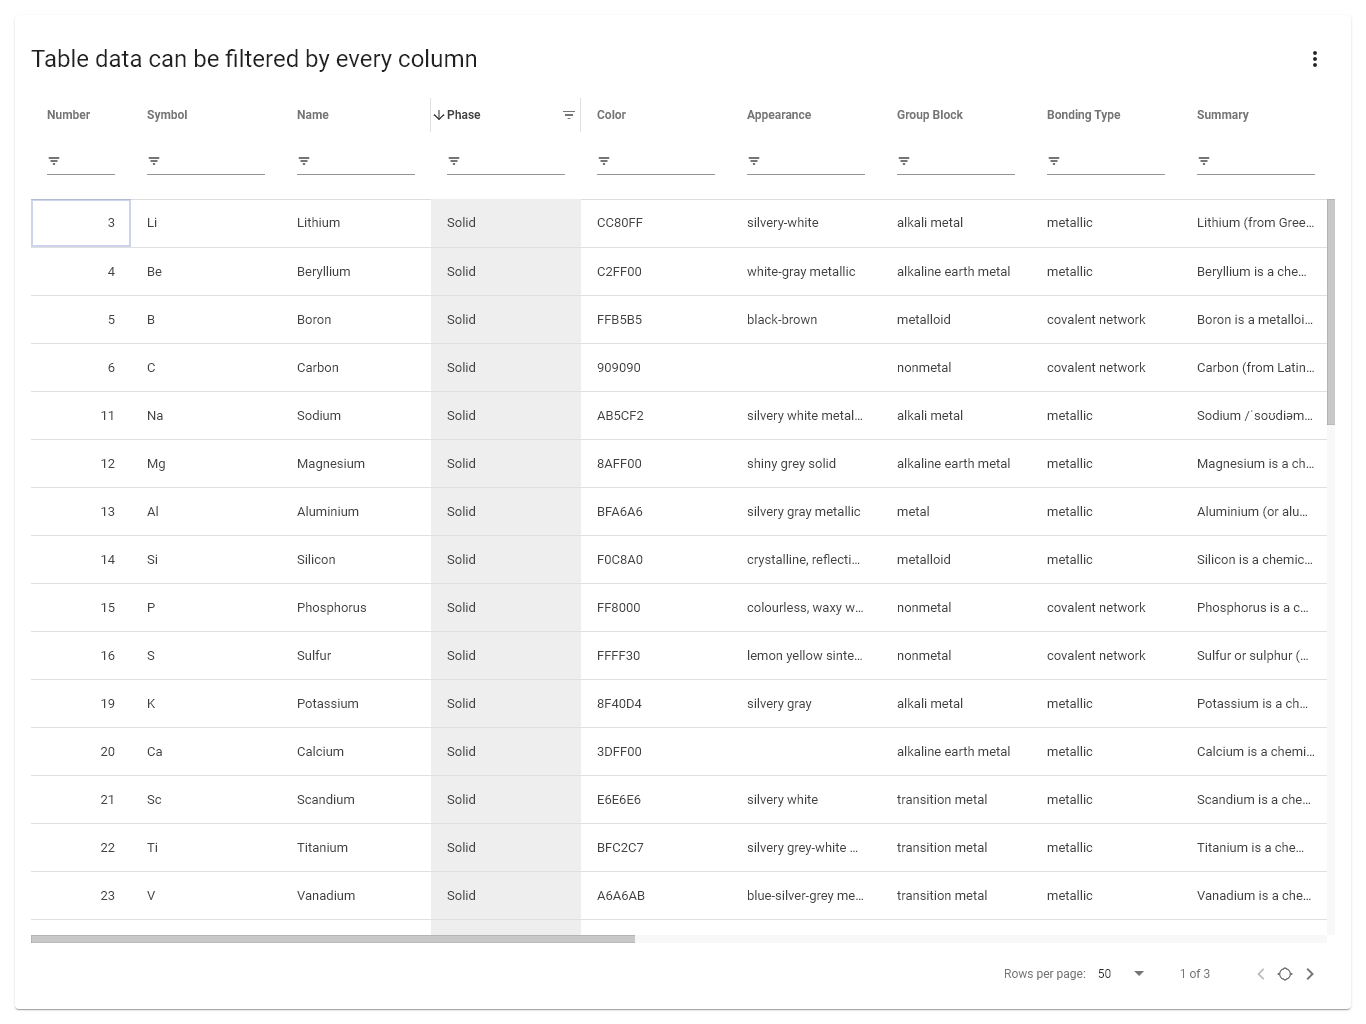 Table data can be filtered by every column
Number Symbol Name Phase Color Appearance Group Block Bonding Type Summary
3 Li Lithium Solid CC80FF silvery-white alkali metal metallic Lithium (from Gree...
4 Be Beryllium Solid C2FF00 white-gray metallic alkaline earth metal metallic Beryllium is a che...
5 B Boron Solid FFB5B5 black-brown metalloid covalent network Boron is a metalloi...
6 C Carbon Solid 909090 nonmetal covalent network Carbon (from Latin...
11 Na Sodium Solid AB5CF2 silvery white metal... alkali metal metallic Sodium /ˈsoʊdiəm...
12 Mg Magnesium Solid 8AFF00 shiny grey solid alkaline earth metal metallic Magnesium is a ch...
13 Al Aluminium Solid BFA6A6 silvery gray metallic metal metallic Aluminium (or alu...
14 Si Silicon Solid F0C8A0 crystalline, reflecti... metalloid metallic Silicon is a chemic...
15 P Phosphorus Solid FF8000 colourless, waxy w... nonmetal covalent network Phosphorus is a c...
16 S Sulfur Solid FFFF30 lemon yellow sinte... nonmetal covalent network Sulfur or sulphur (...
19 K Potassium Solid 8F40D4 silvery gray alkali metal metallic Potassium is a ch...
20 Ca Calcium Solid 3DFF00 alkaline earth metal metallic Calcium is a chemi...
21 Sc Scandium Solid E6E6E6 silvery white transition metal metallic Scandium is a che...
22 Ti Titanium Solid BFC2C7 silvery grey-white ... transition metal metallic Titanium is a che...
23 V Vanadium Solid A6A6AB blue-silver-grey me... transition metal metallic Vanadium is a che...
Rows per page: 50 1 of 3